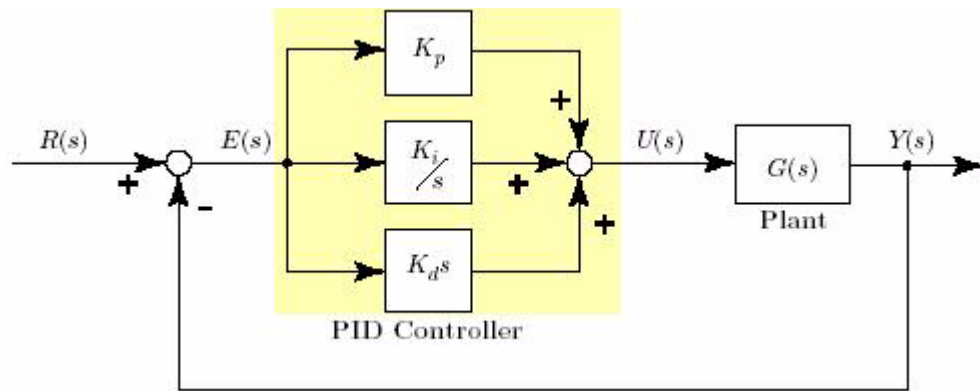 K_p
+
R(s)
E(s)
K_i/s
U(s)
Y(s)
G(s)
+
-
+
+
Plant
K_d s
PID Controller